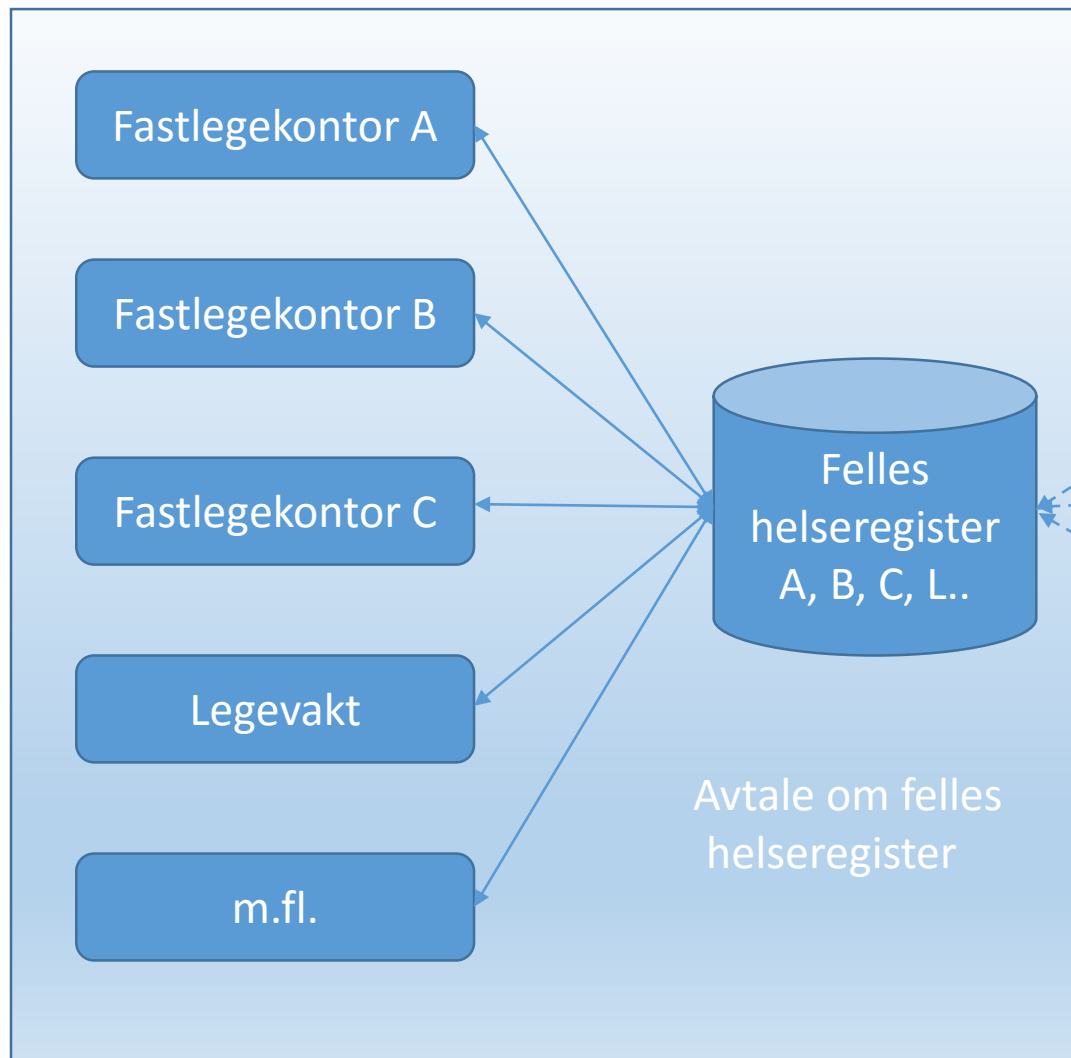 Fastlegekontor A
Fastlegekontor B
Fastlegekontor C
Legevakt
m.fl.
Felles
helseregister
A, B, C, L..
Avtale om felles
helseregister